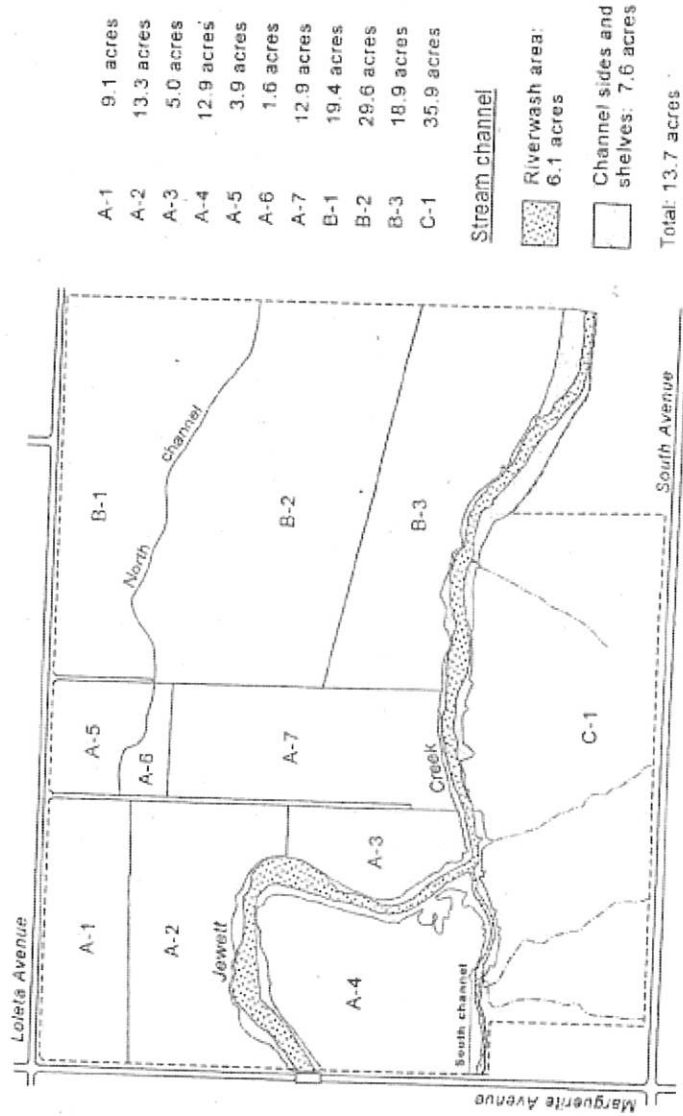 Loleta Avenue
A-1
A-2
A-5
A-6
B-1
North channel
B-2
Jewett
A-3
A-7
A-4
Creek
B-3
South channel
C-1
Marguerite Avenue
South Avenue
A-1 9.1 acres
A-2 13.3 acres
A-3 5.0 acres
A-4 12.9 acres
A-5 3.9 acres
A-6 1.6 acres
A-7 12.9 acres
B-1 19.4 acres
B-2 29.6 acres
B-3 18.9 acres
C-1 35.9 acres
Stream channel
Riverwash area:
6.1 acres
Channel sides and
shelves: 7.6 acres
Total: 13.7 acres